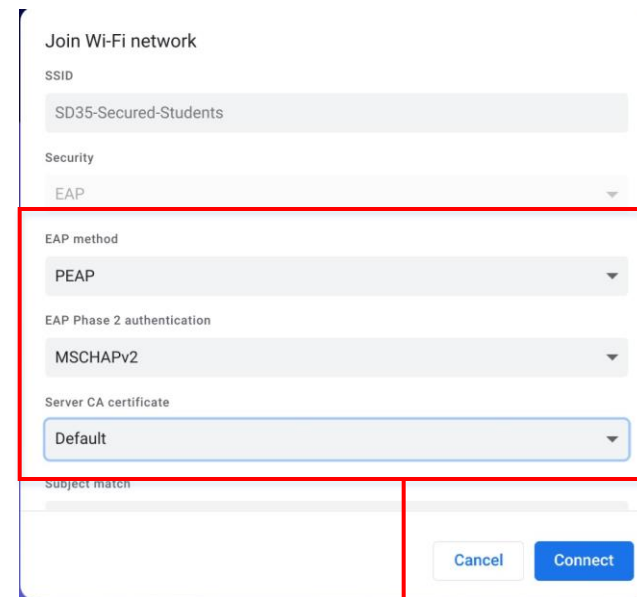 Join Wi-Fi network
SSID
SD35-Secured-Students
Security
EAP
EAP method
PEAP
EAP Phase 2 authentication
MSCHAPv2
Server CA certificate
Default
Subject match
Cancel Connect